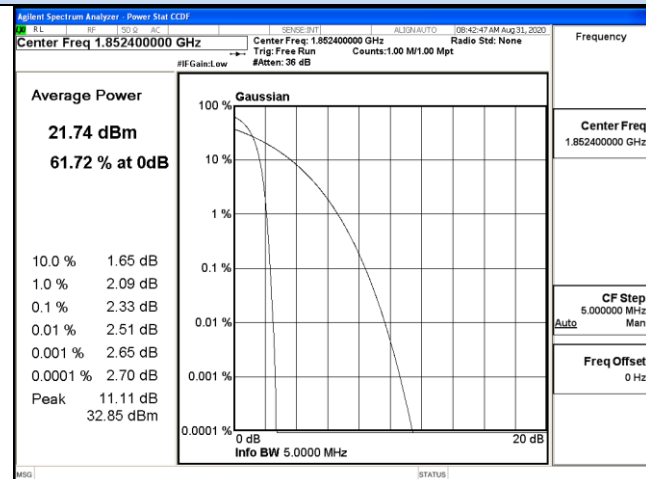 Agilent Spectrum Analyzer - Power Stat CCDF
RL RF 50 Ω AC SENSE:INT ALIGNAUTO 08:42:47 AM Aug 31, 2020
Center Freq 1.852400000 GHz
Center Freq: 1.852400000 GHz Radio Std: None
Trig: Free Run Counts:1.00 M/1.00 Mpt
#IFGain:Low #Atten: 36 dB
Frequency
Center Freq
1.852400000 GHz
CF Step
5.000000 MHz
Auto Man
Freq Offset
0 Hz
Average Power
21.74 dBm
61.72 % at 0dB
10.0 % 1.65 dB
1.0 % 2.09 dB
0.1 % 2.33 dB
0.01 % 2.51 dB
0.001 % 2.65 dB
0.0001 % 2.70 dB
Peak 11.11 dB
32.85 dBm
Gaussian
100 %
10 %
1 %
0.1 %
0.01 %
0.001 %
0.0001 %
0 dB 20 dB
Info BW 5.0000 MHz
MSG STATUS